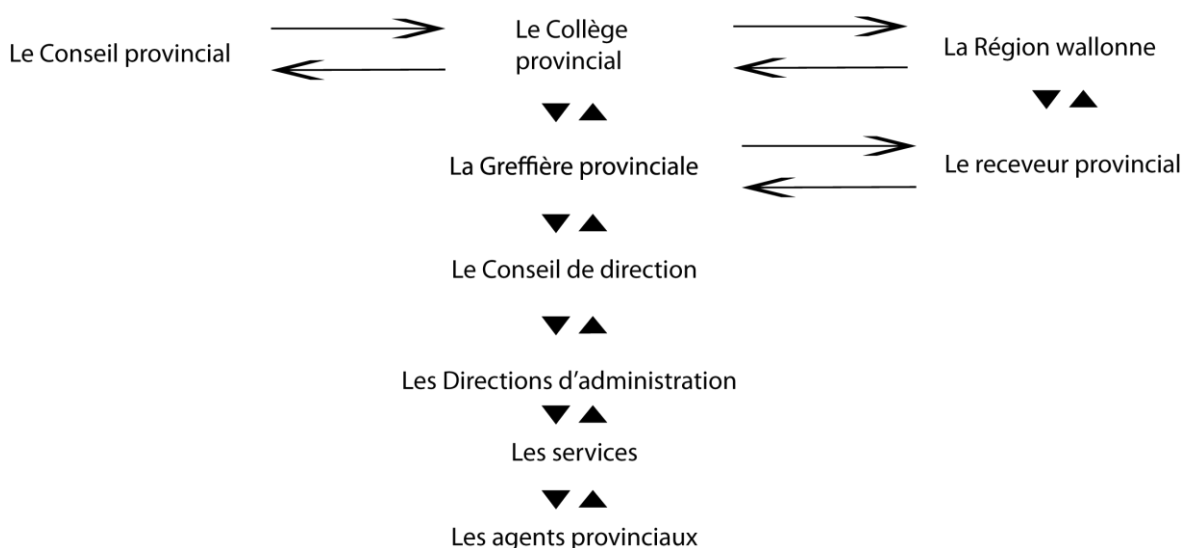 Le Conseil provincial
Le Collège
provincial
La Région wallonne
La Greffière provinciale
Le receveur provincial
Le Conseil de direction
Les Directions d’administration
Les services
Les agents provinciaux